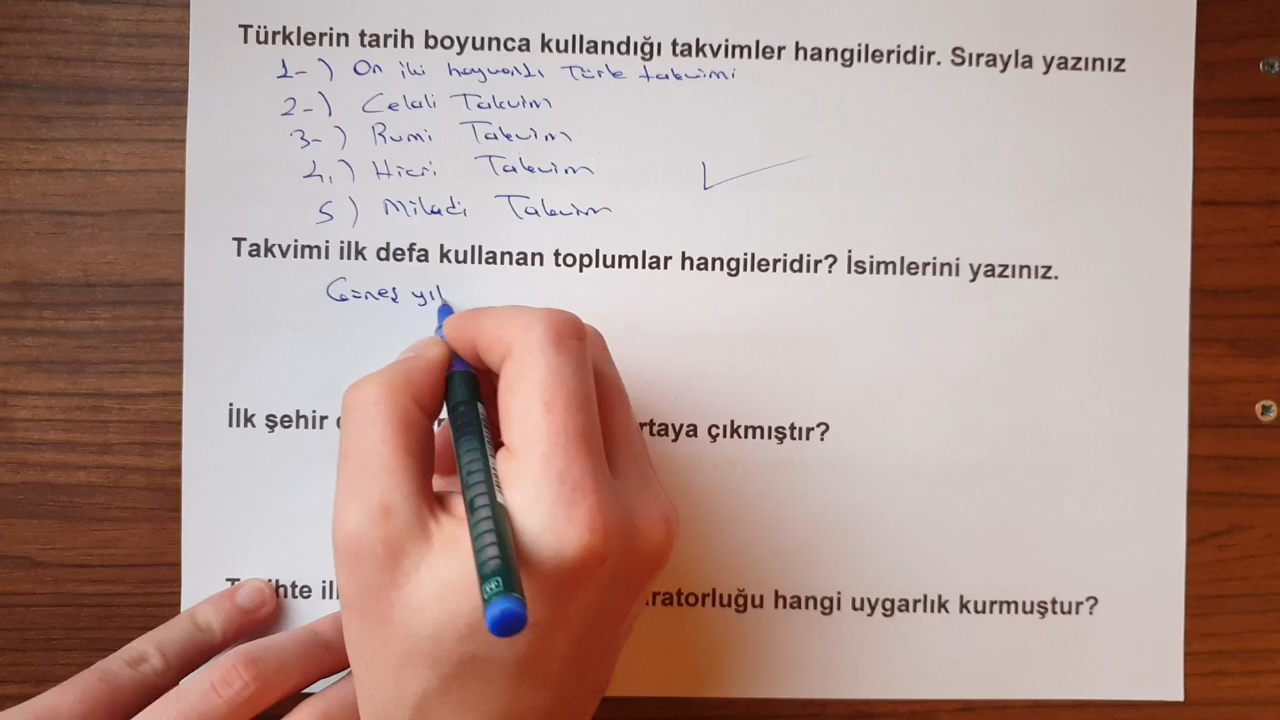 Türklerin tarih boyunca kullandığı takvimler hangileridir. Sırayla yazınız
1-) On iki hayvanlı Türk takvimi
2-) Celali Takvim
3-) Rumi Takvim
4.) Hicri Takvim
5) Miladi Takvim
Takvimi ilk defa kullanan toplumlar hangileridir? İsimlerini yazınız.
Güneş yıl
İlk şehir rtaya çıkmıştır?
hangi uygarlık kurmuştur?